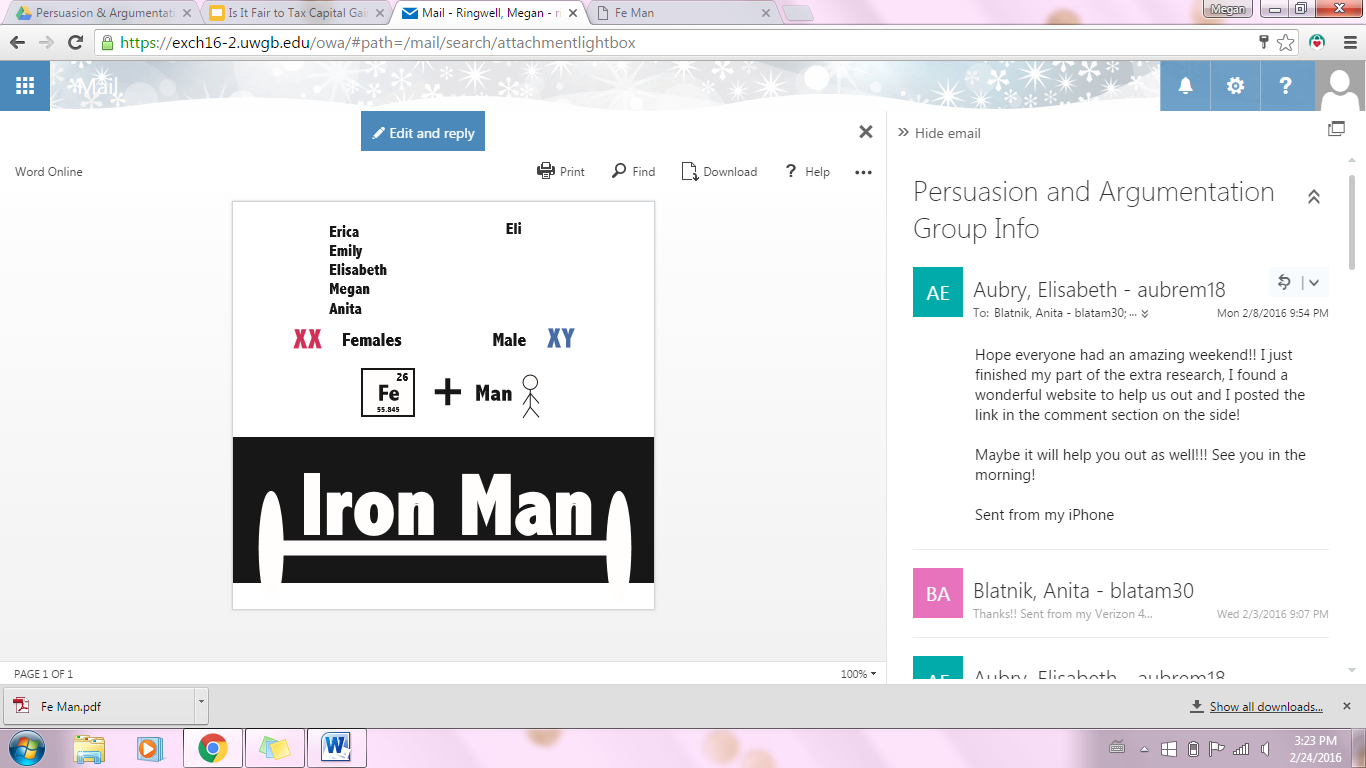 Persuasion & Argumentati
Is It Fair to Tax Capital Gai
Mail - Ringwell, Megan - ri
Fe Man
Megan
https://exch16-2.uwgb.edu/owa/#path=/mail/search/attachmentlightbox
Mail
?
Edit and reply
Hide email
Word Online
Print
Find
Download
? Help
Persuasion and Argumentation
Group Info
Erica
Emily
Elisabeth
Megan
Anita
Eli
XX Females
Male XY
26
Fe
55.845
+ Man
Iron Man
AE
Aubry, Elisabeth - aubrem18
To: Blatnik, Anita - blatam30; ...
Mon 2/8/2016 9:54 PM
Hope everyone had an amazing weekend!! I just
finished my part of the extra research, I found a
wonderful website to help us out and I posted the
link in the comment section on the side!
Maybe it will help you out as well!!! See you in the
morning!
Sent from my iPhone
BA
Blatnik, Anita - blatam30
Thanks!! Sent from my Verizon 4...
Wed 2/3/2016 9:07 PM
AE
Aubry, Elisabeth - aubrem18
PAGE 1 OF 1
100%
Fe Man.pdf
Show all downloads...
3:23 PM
2/24/2016